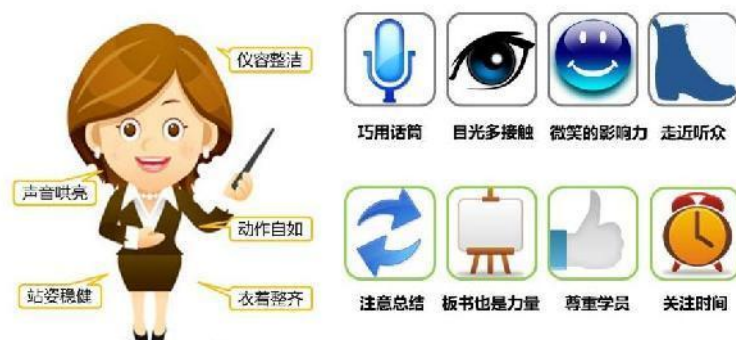 仪容整洁
声音哄亮
动作自如
站姿稳健
衣着整齐
巧用话筒
目光多接触
微笑的影响力
走近听众
注意总结
板书也是力量
尊重学员
关注时间